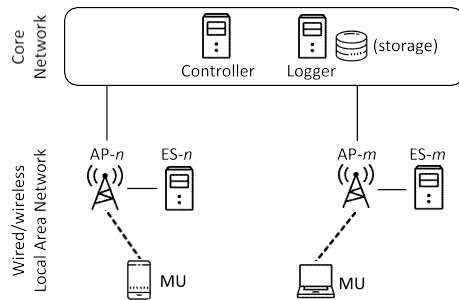 Core
Network
Controller
Logger
(storage)
Wired/wireless
Local Area Network
AP-n
ES-n
AP-m
ES-m
MU
MU